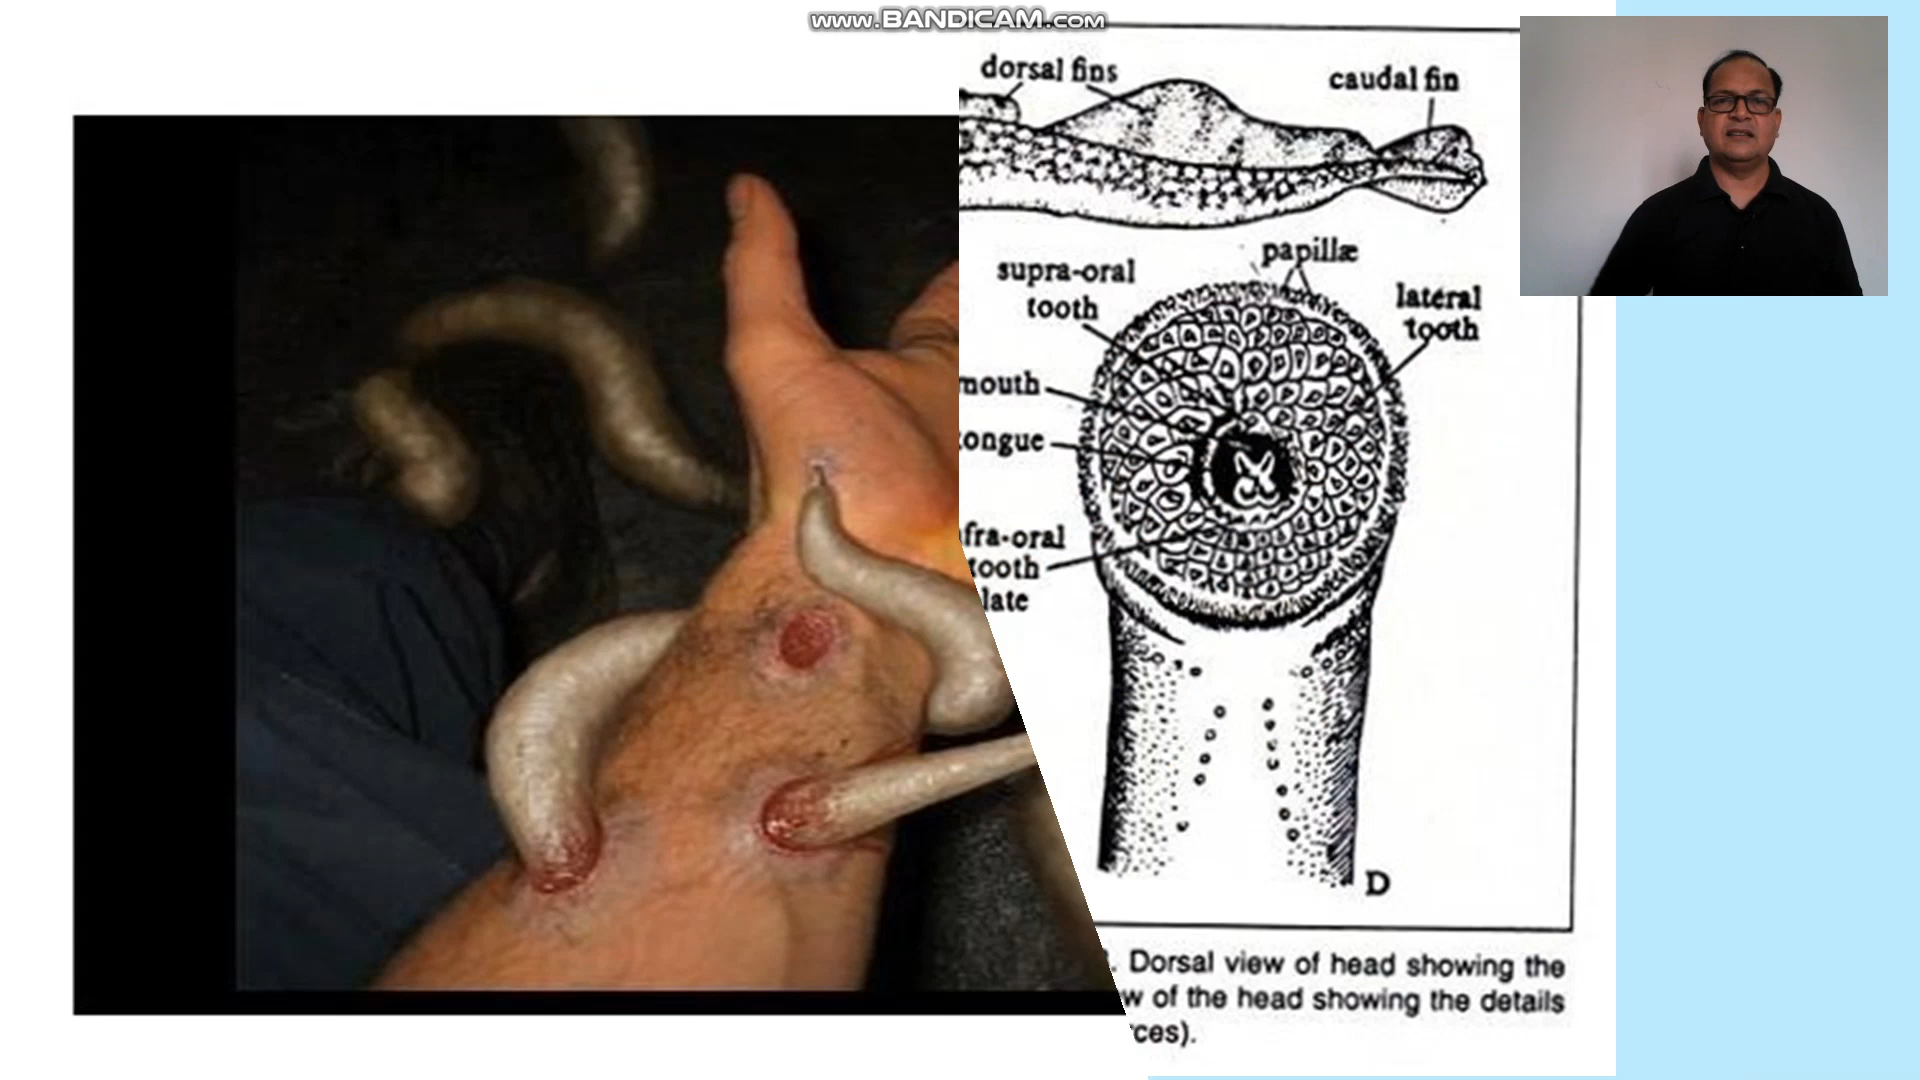 www.BANDICAM.com
dorsal fins
caudal fin
papillæ
supra-oral
tooth
lateral
tooth
mouth
tongue
fra-oral
tooth
late
. Dorsal view of head showing the
w of the head showing the details
ces).
D